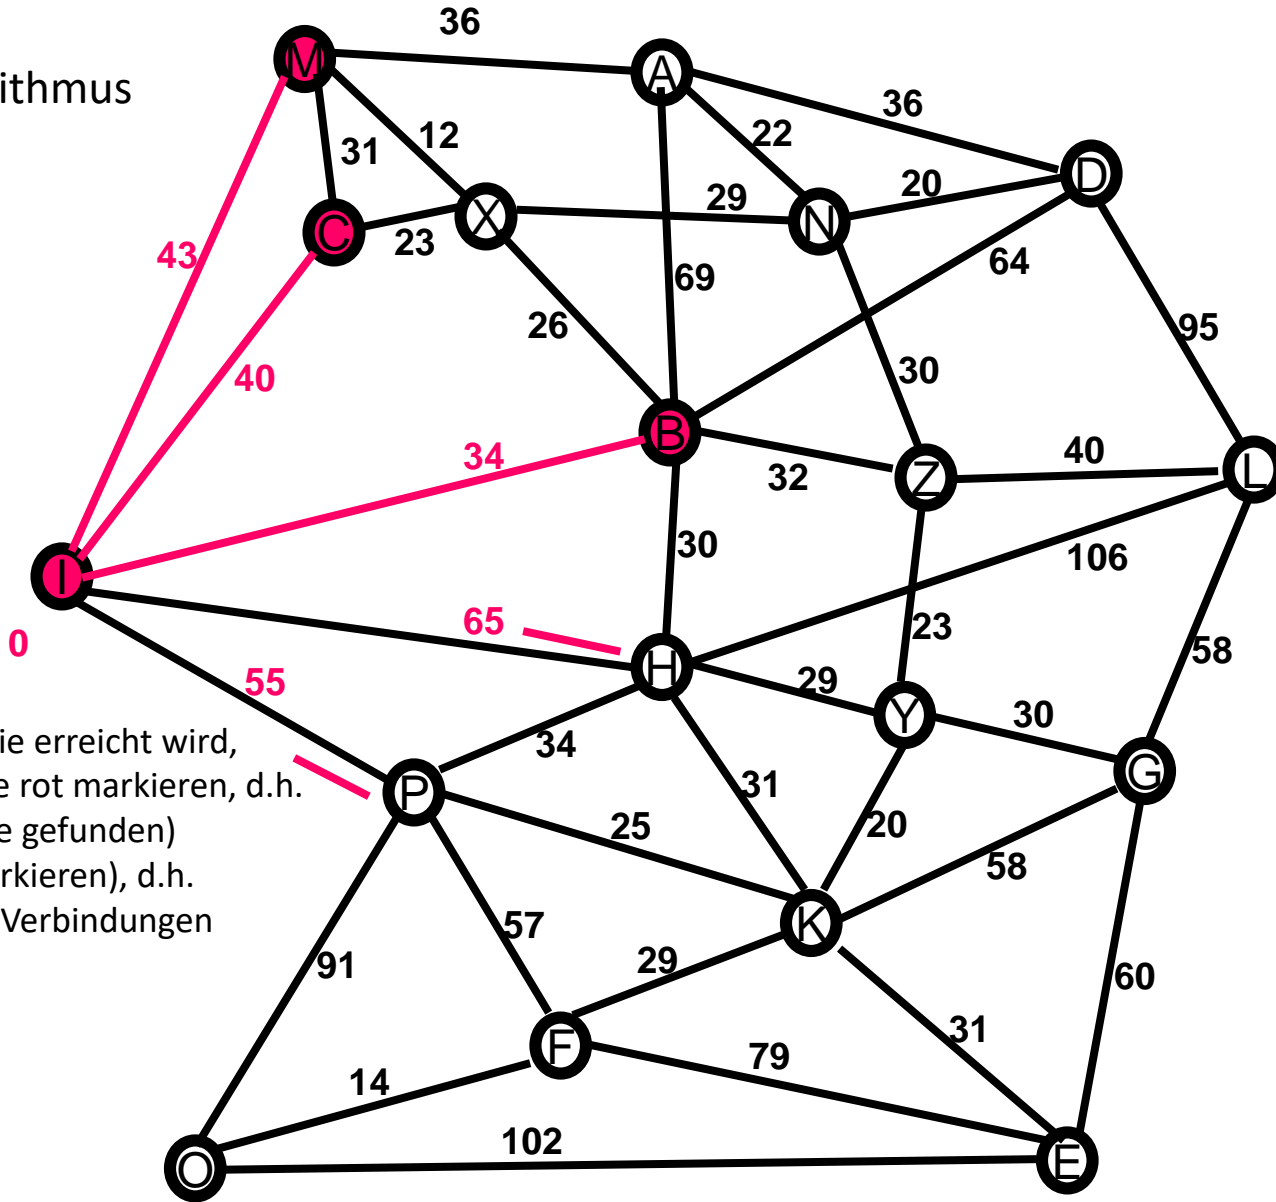 36
M
A
ithmus
36
22
12
31
D
20
29
X
N
C
23
43
64
69
26
95
30
40
B
34
40
L
32
Z
30
106
I
65
23
0
H
58
29
55
Y
30
ie erreicht wird,
34
e rot markieren, d.h.
G
31
P
e gefunden)
25
20
58
rkieren), d.h.
Verbindungen
57
K
91
29
60
31
F
79
14
102
O
E